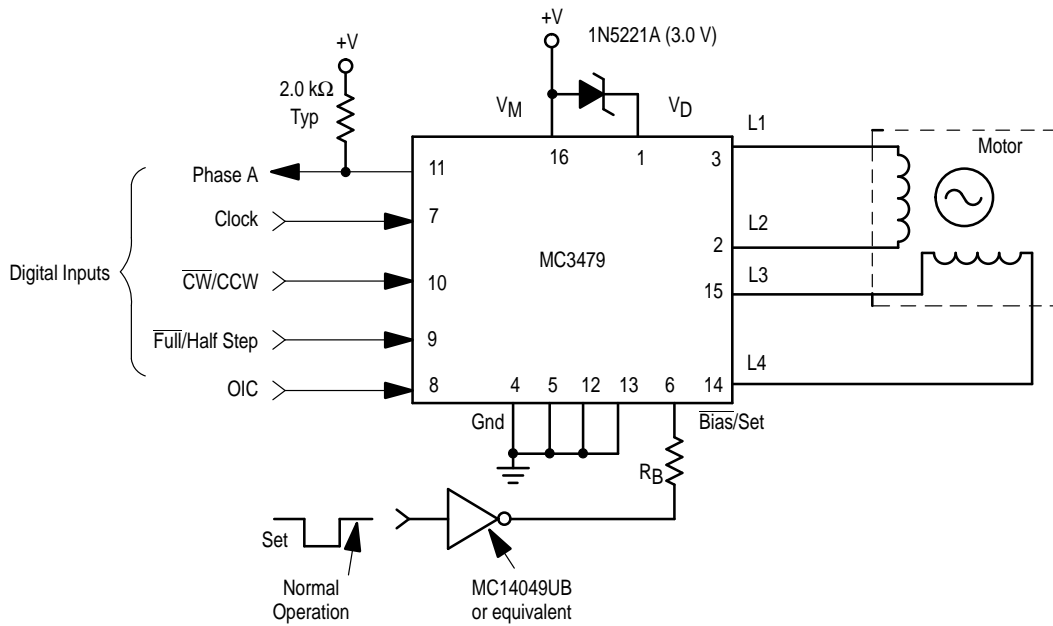 +V
1N5221A (3.0 V)
+V
2.0 kΩ
Typ
VM
VD
L1
16
1
3
Motor
Phase A
11
Clock
7
L2
2
MC3479
Digital Inputs
CW/CCW
10
L3
15
Full/Half Step
9
L4
OIC
8
4
5
12
13
6
14
Gnd
Bias/Set
RB
Set
Normal
Operation
MC14049UB
or equivalent